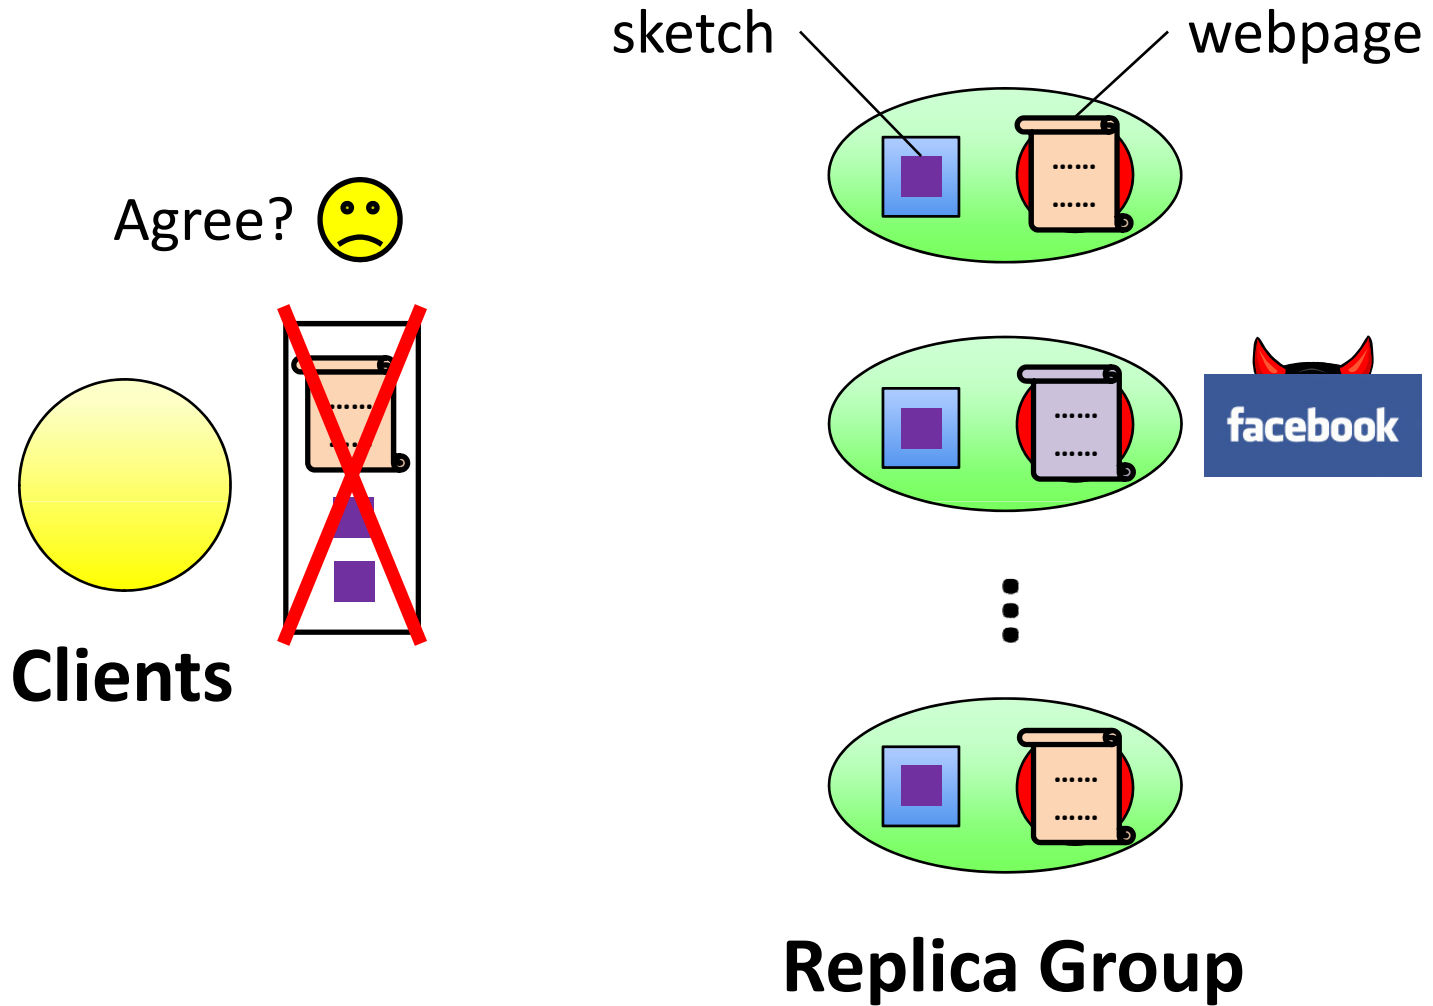 sketch
webpage
Agree?
facebook
Clients
Replica Group